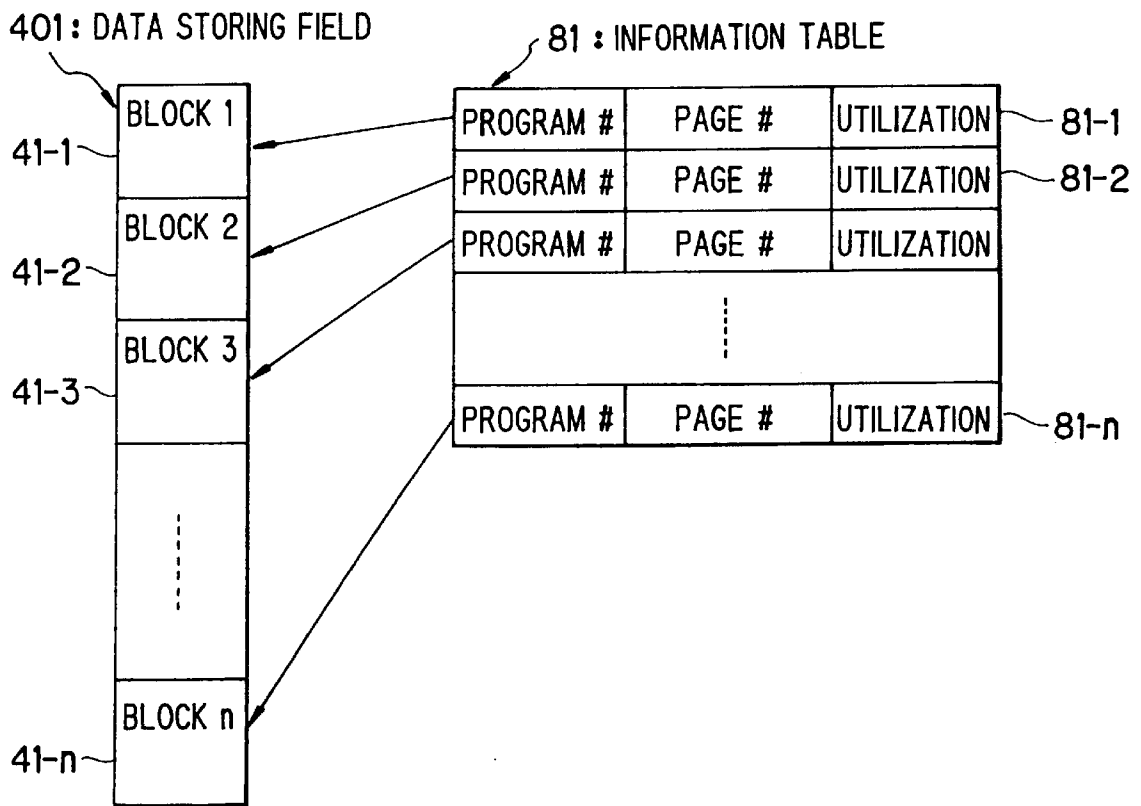 401 : DATA STORING FIELD
81 : INFORMATION TABLE
BLOCK 1
41-1
PROGRAM # PAGE # UTILIZATION 81-1
PROGRAM # PAGE # UTILIZATION 81-2
BLOCK 2
41-2
PROGRAM # PAGE # UTILIZATION
BLOCK 3
41-3
PROGRAM # PAGE # UTILIZATION 81-n
BLOCK n
41-n